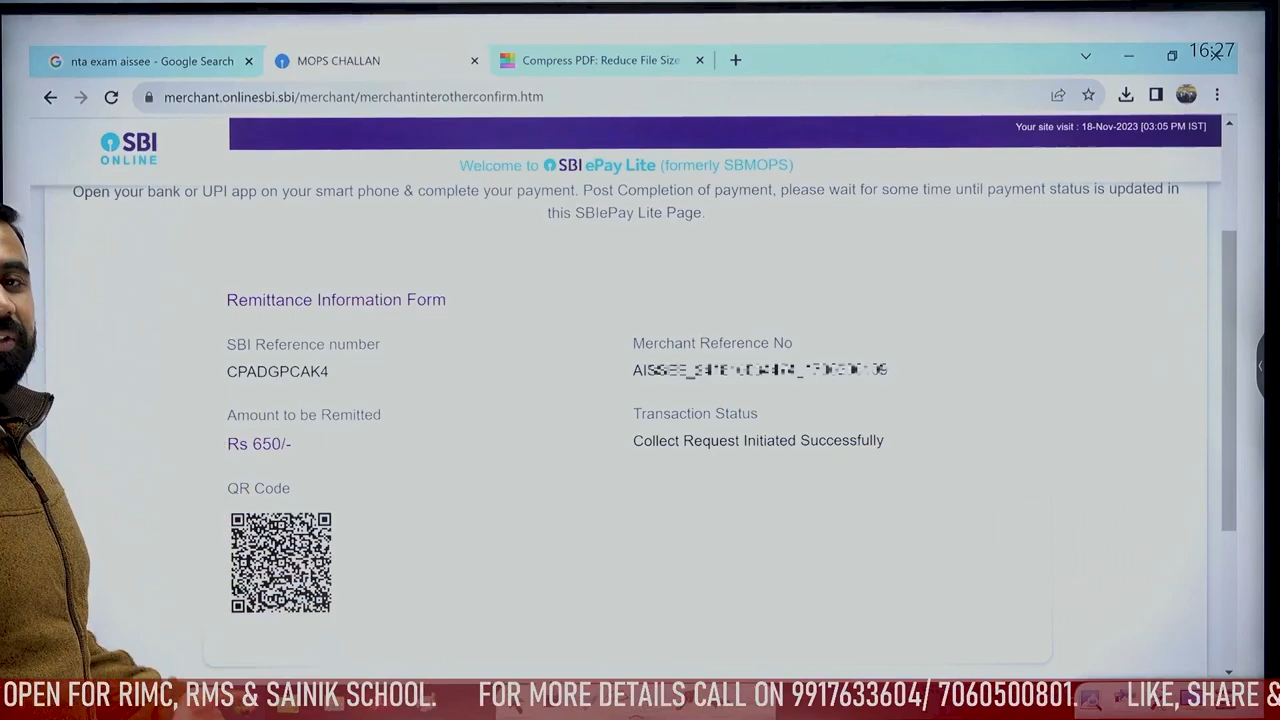 nta exam aissee - Google Search
MOPS CHALLAN
Compress PDF: Reduce File Size
16:27
merchant.onlinesbi.sbi/merchant/merchantinterotherconfirm.htm
SBI
ONLINE
Your site visit : 18-Nov-2023 [03:05 PM IST]
Welcome to SBI ePay Lite (formerly SBMOPS)
Open your bank or UPI app on your smart phone & complete your payment. Post Completion of payment, please wait for some time until payment status is updated in
this SBIePay Lite Page.
Remittance Information Form
SBI Reference number
Merchant Reference No
CPADGPCAK4
Amount to be Remitted
Transaction Status
Rs 650/-
Collect Request Initiated Successfully
QR Code
OPEN FOR RIMC, RMS & SAINIK SCHOOL. FOR MORE DETAILS CALL ON 9917633604/ 7060500801. LIKE, SHARE &